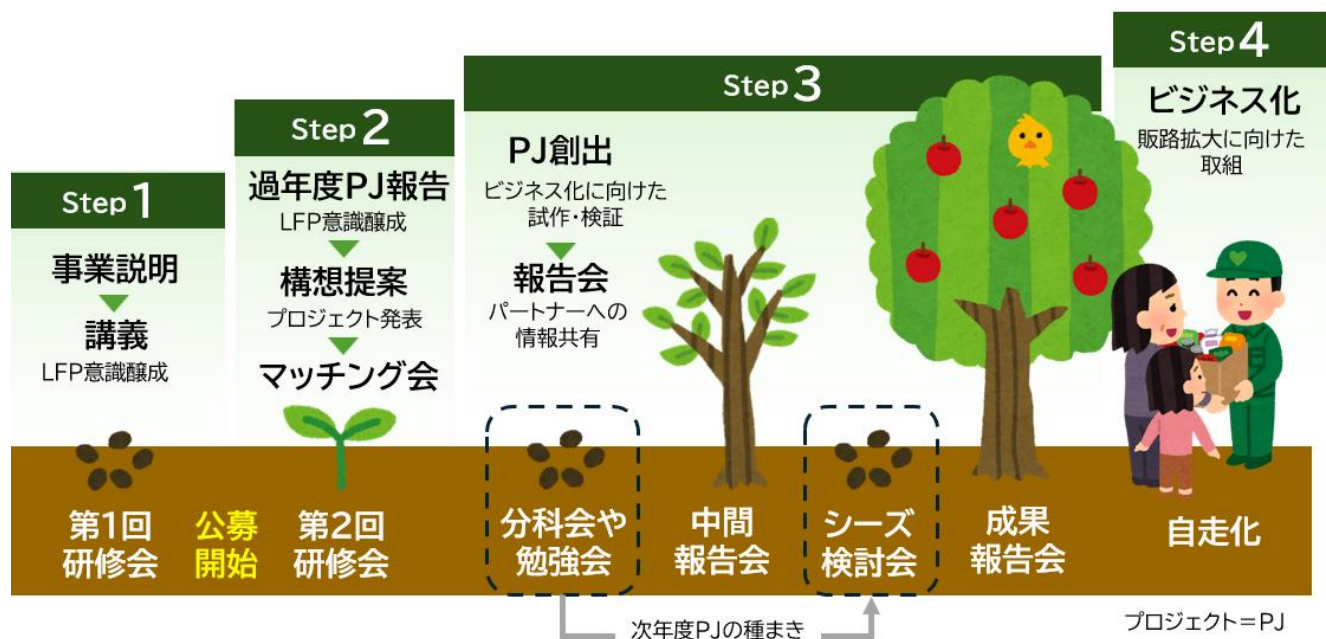 Step 1
事業説明
講義
LFP意識醸成
Step 2
過年度PJ報告
LFP意識醸成
構想提案
プロジェクト発表
マッチング会
Step 3
PJ創出
ビジネス化に向けた
試作・検証
報告会
パートナーへの
情報共有
Step 4
ビジネス化
販路拡大に向けた
取組
第1回
研修会
公募
開始
第2回
研修会
分科会や
勉強会
中間
報告会
シーズ
検討会
成果
報告会
自走化
次年度PJの種まき
プロジェクト=PJ